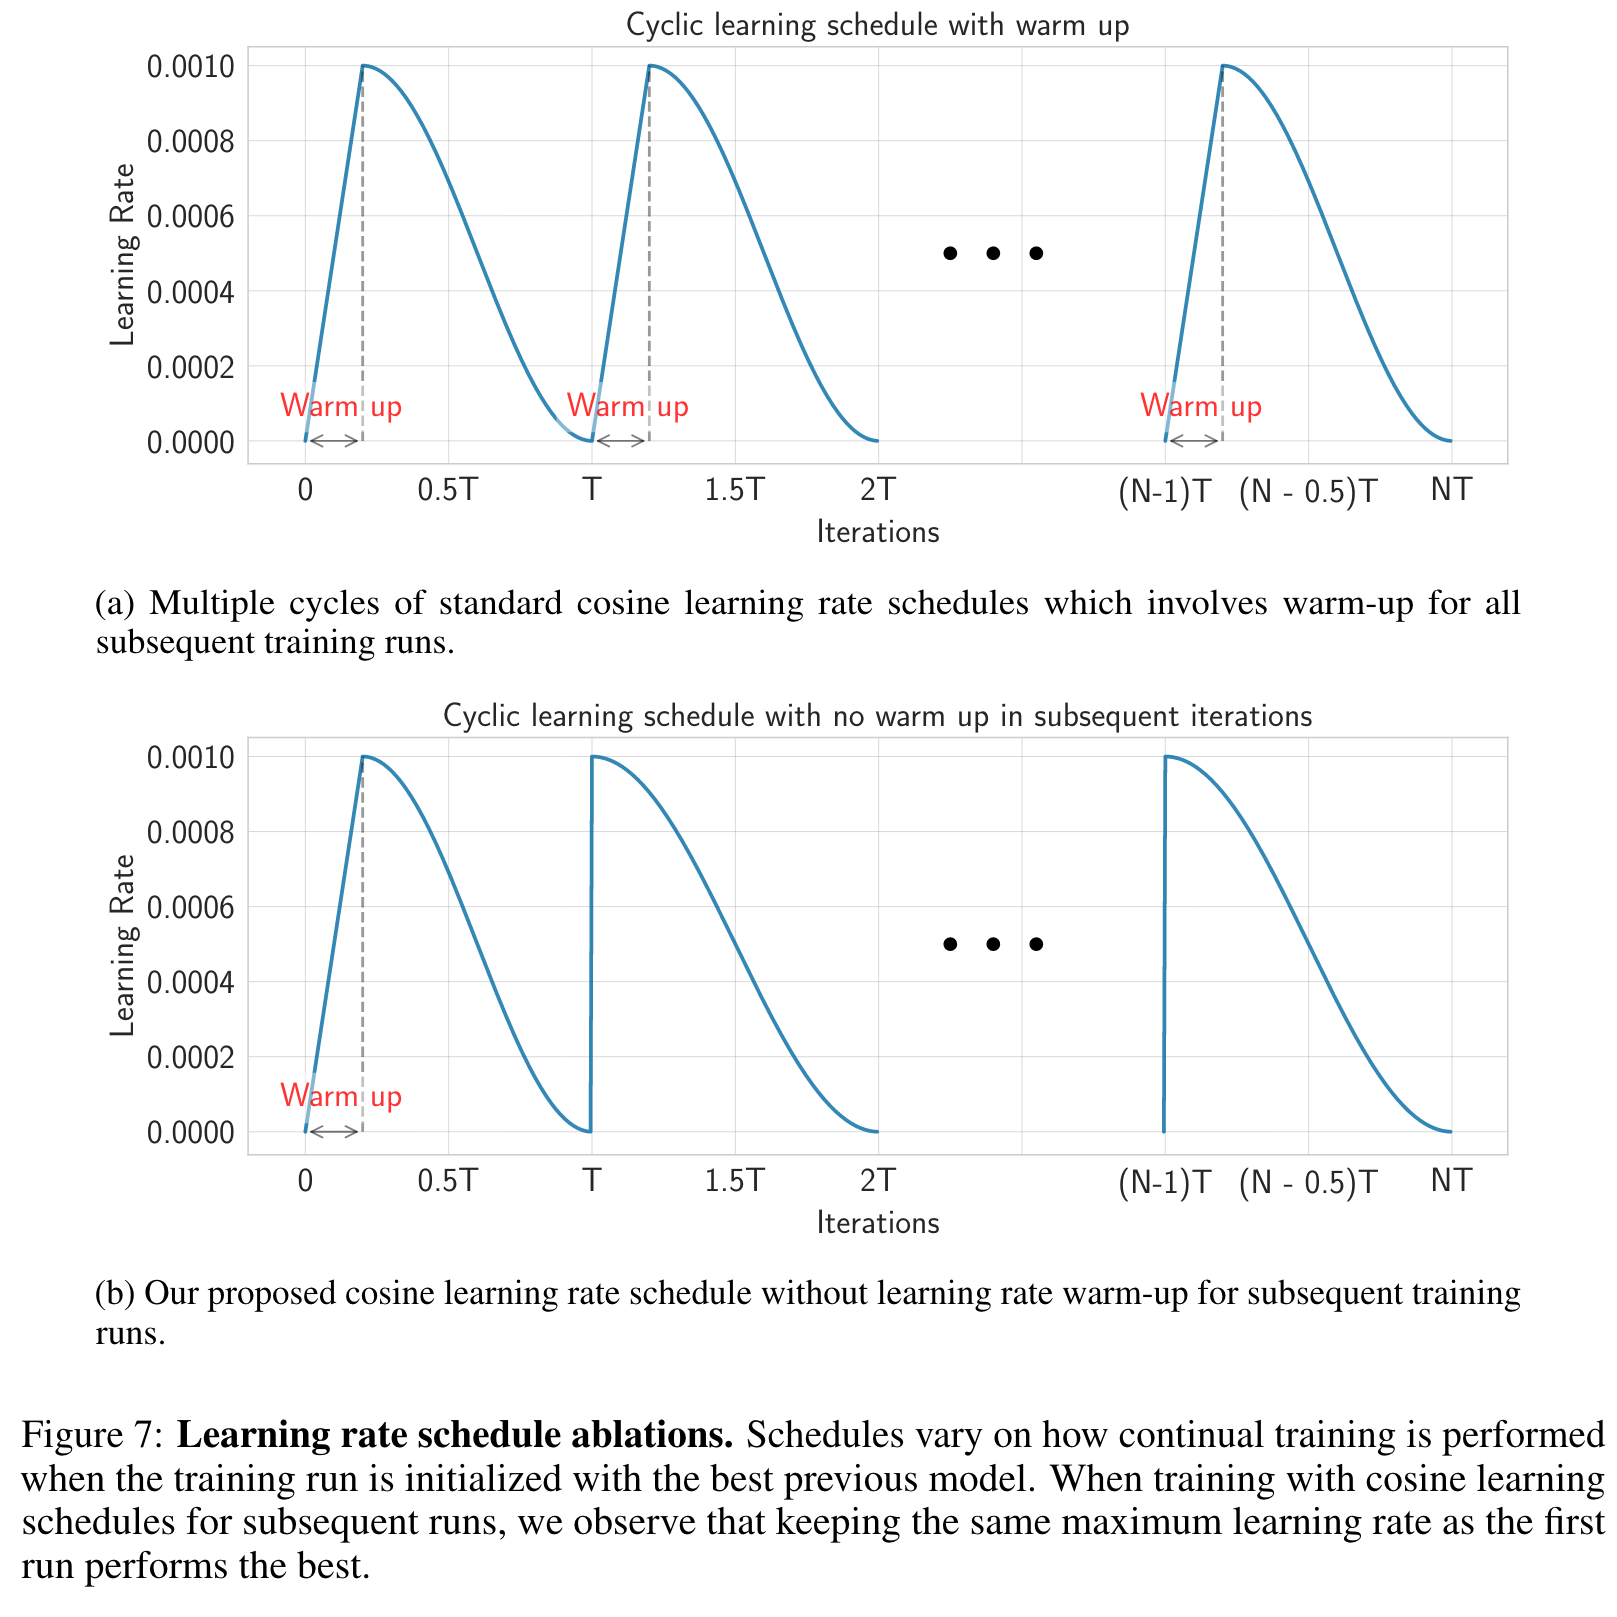 Cyclic learning schedule with warm up
0.0010
0.0008
0.0006
0.0004
0.0002
0.0000
Learning Rate
Warm up Warm up Warm up
0 0.5T T 1.5T 2T (N-1)T (N - 0.5)T NT
Iterations
(a) Multiple cycles of standard cosine learning rate schedules which involves warm-up for all
subsequent training runs.
Cyclic learning schedule with no warm up in subsequent iterations
0.0010
0.0008
0.0006
0.0004
0.0002
0.0000
Learning Rate
Warm up
0 0.5T T 1.5T 2T (N-1)T (N - 0.5)T NT
Iterations
(b) Our proposed cosine learning rate schedule without learning rate warm-up for subsequent training
runs.
Figure 7: Learning rate schedule ablations. Schedules vary on how continual training is performed
when the training run is initialized with the best previous model. When training with cosine learning
schedules for subsequent runs, we observe that keeping the same maximum learning rate as the first
run performs the best.